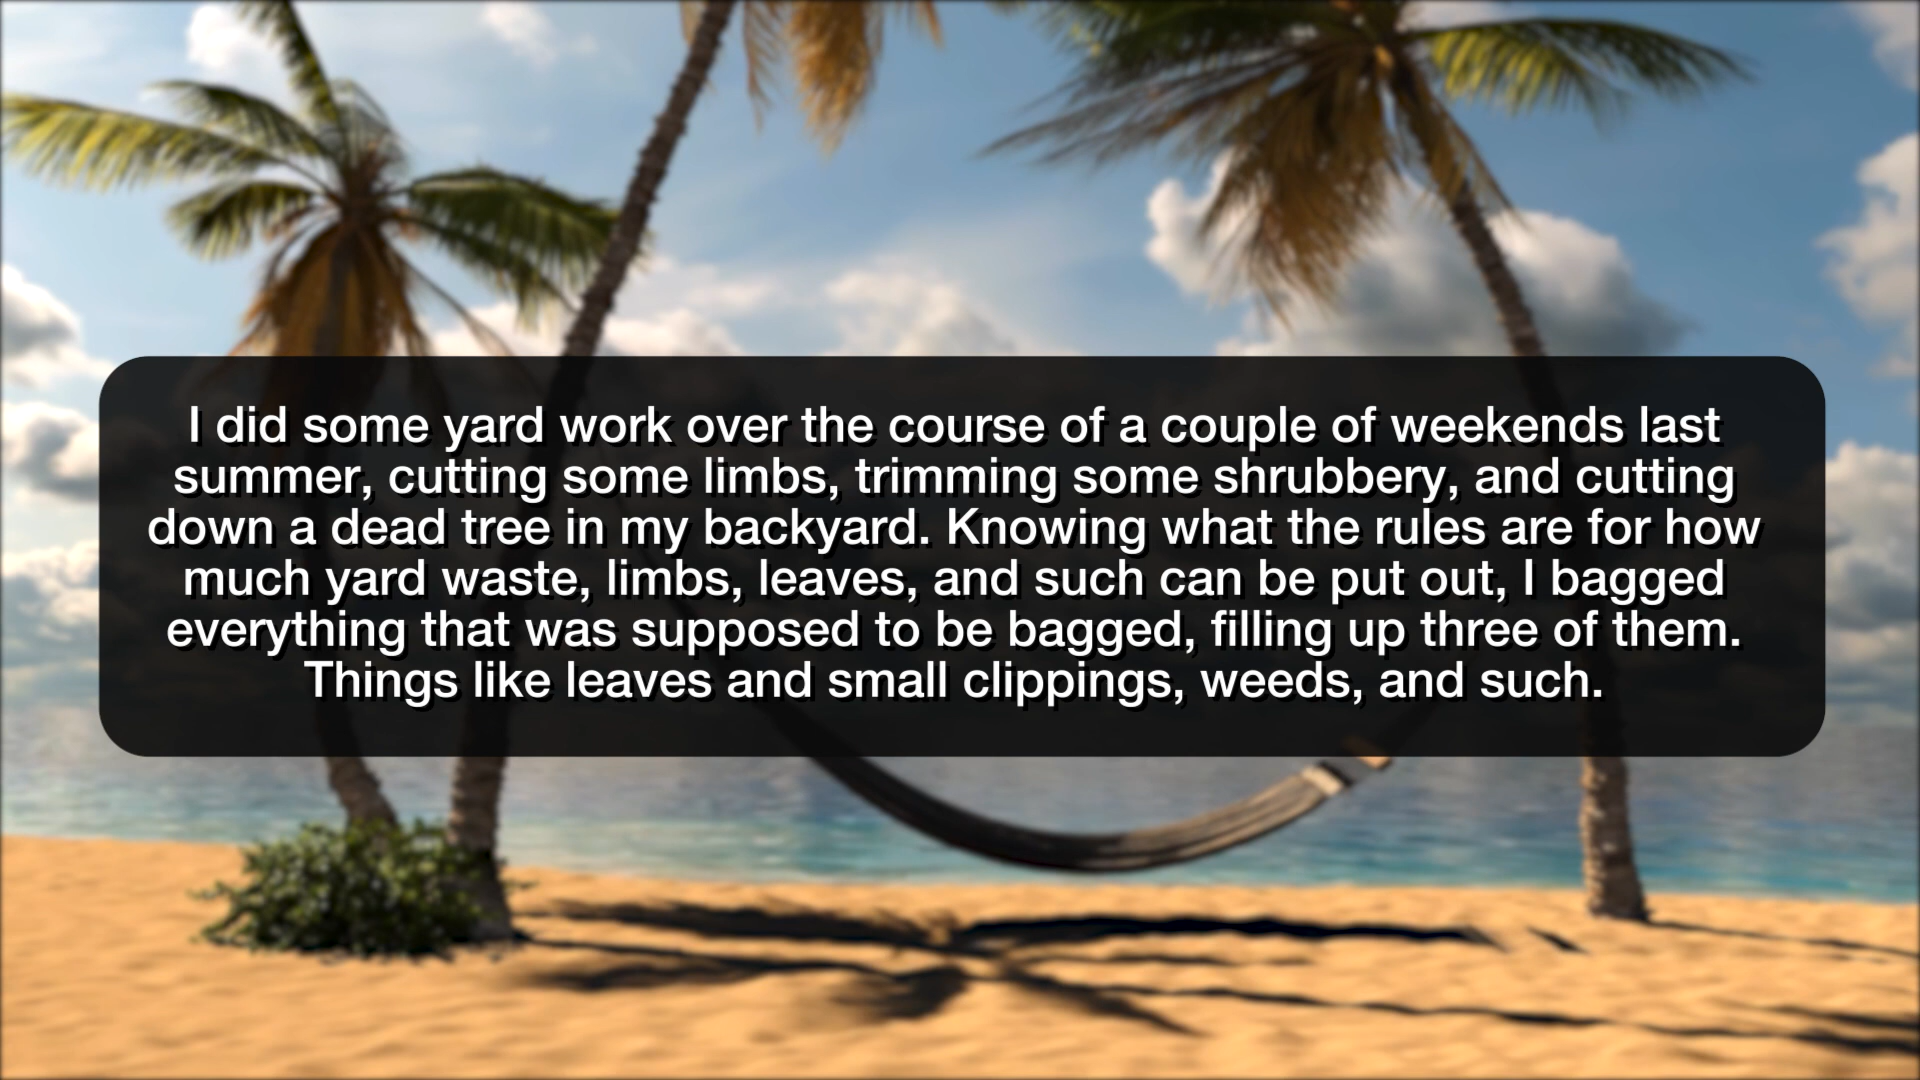 I did some yard work over the course of a couple of weekends last
summer, cutting some limbs, trimming some shrubbery, and cutting
down a dead tree in my backyard. Knowing what the rules are for how
much yard waste, limbs, leaves, and such can be put out, I bagged
everything that was supposed to be bagged, filling up three of them.
Things like leaves and small clippings, weeds, and such.